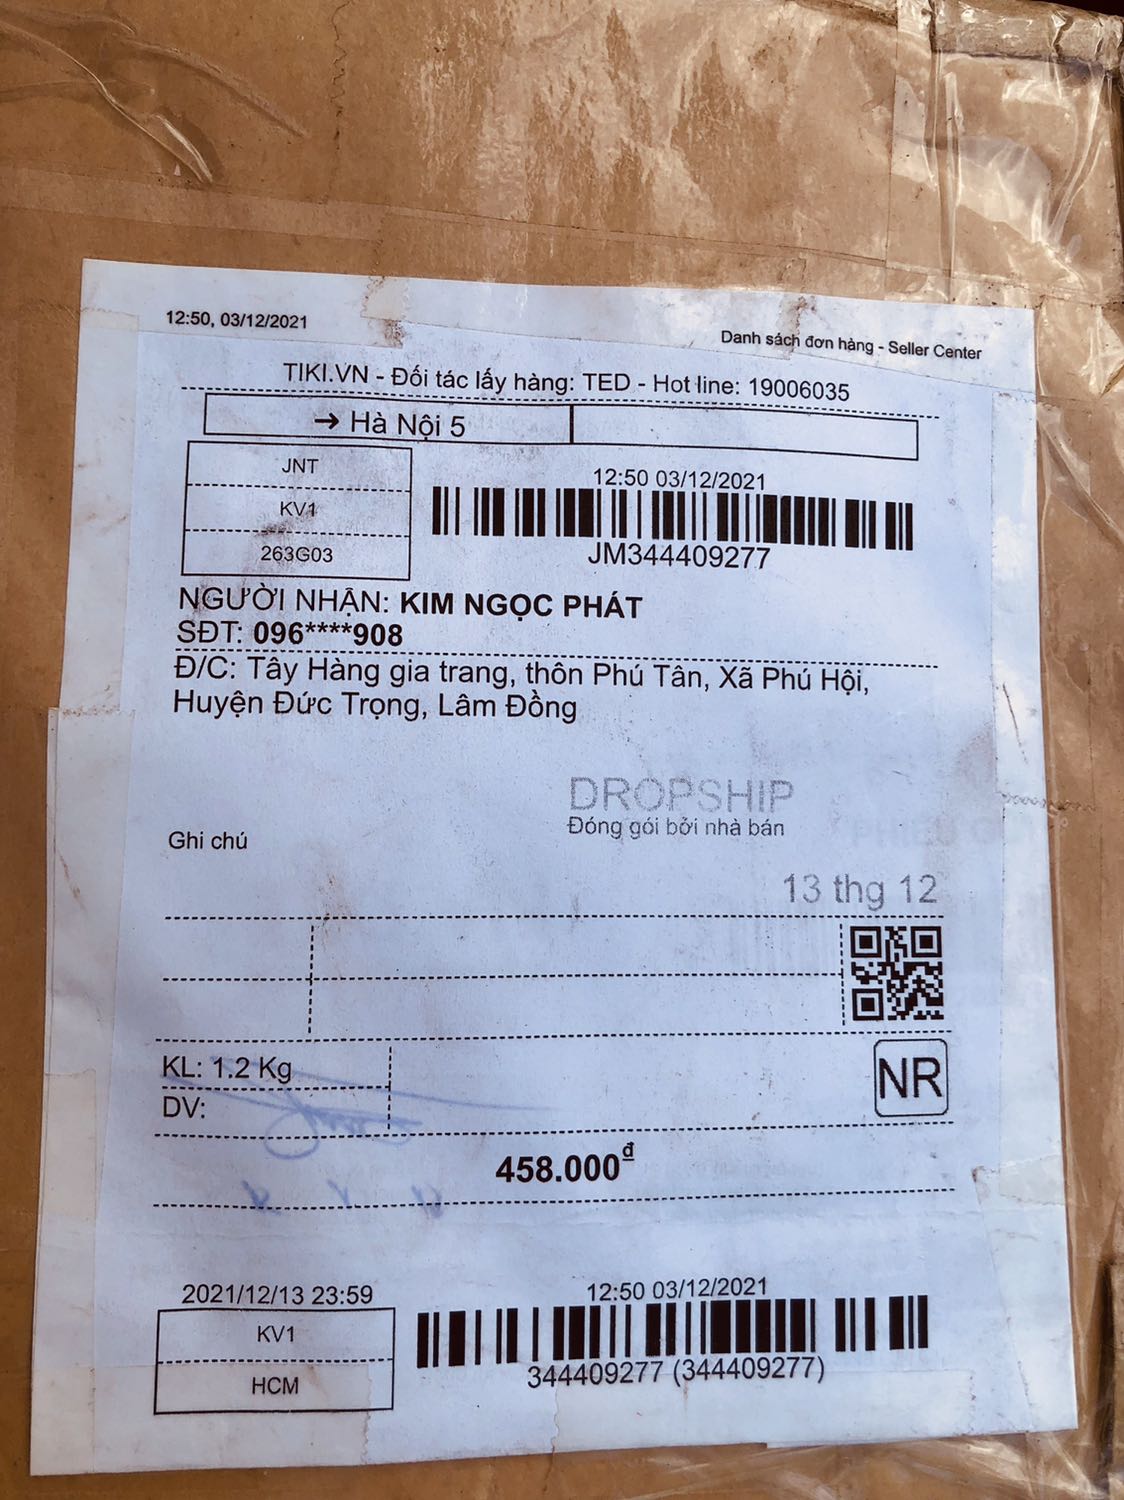 12:50, 03/12/2021
Danh sách đơn hàng - Seller Center
TIKI.VN - Đối tác lấy hàng: TED - Hot line: 19006035
→ Hà Nội 5
JNT
KV1
263G03
12:50 03/12/2021
JM344409277
NGƯỜI NHẬN: KIM NGỌC PHÁT
SĐT: 096****908
Đ/C: Tây Hàng gia trang, thôn Phú Tân, Xã Phú Hội,
Huyện Đức Trọng, Lâm Đồng
DROPSHIP
Đóng gói bởi nhà bán
Ghi chú
13 thg 12
KL: 1.2 Kg
DV:
NR
458.000đ
2021/12/13 23:59
KV1
HCM
12:50 03/12/2021
344409277 (344409277)